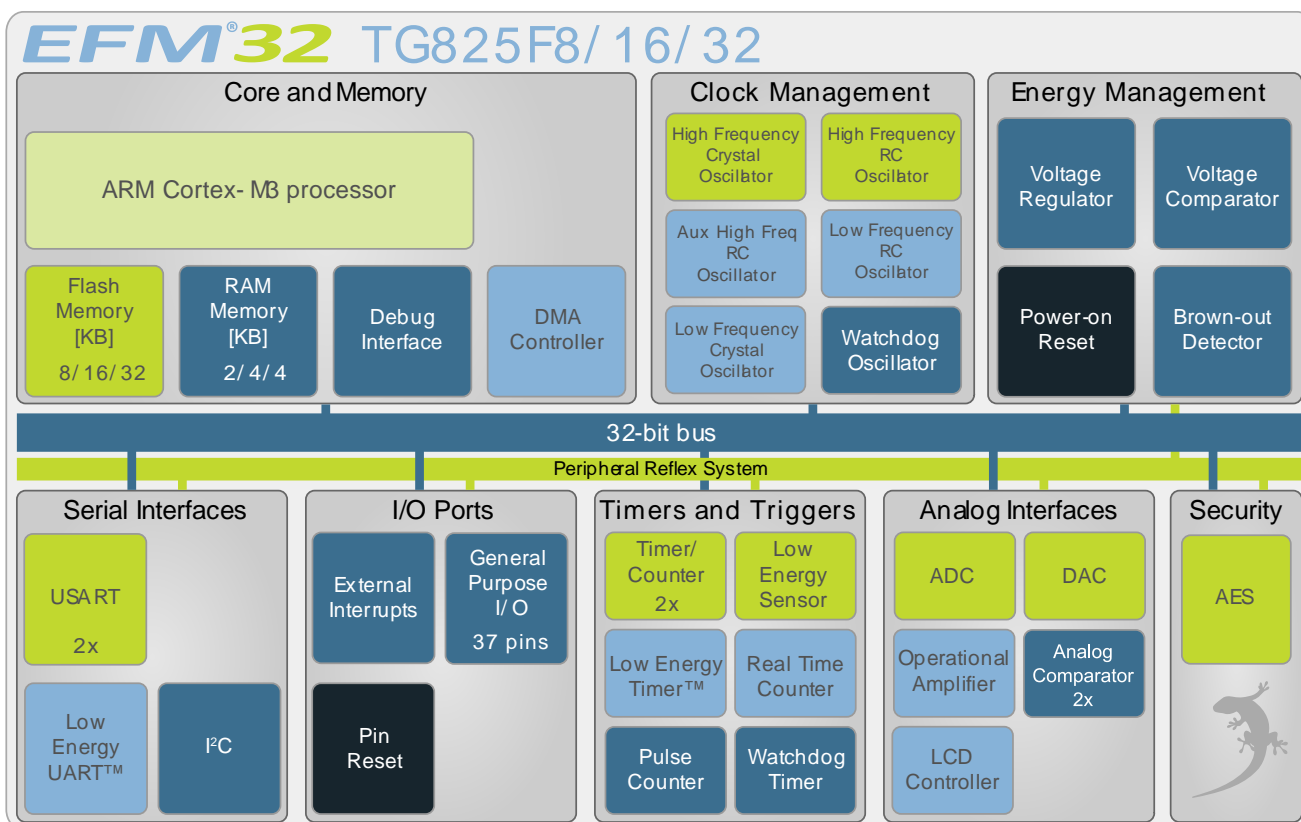 EFM®32 TG825F8/16/32
Core and Memory
ARM Cortex-M3 processor
Flash
Memory
[KB]
8/16/32
RAM
Memory
[KB]
2/4/4
Debug
Interface
DMA
Controller
Clock Management
High Frequency
Crystal
Oscillator
High Frequency
RC
Oscillator
Aux High Freq
RC
Oscillator
Low Frequency
RC
Oscillator
Low Frequency
Crystal
Oscillator
Watchdog
Oscillator
Energy Management
Voltage
Regulator
Voltage
Comparator
Power-on
Reset
Brown-out
Detector
32-bit bus
Peripheral Reflex System
Serial Interfaces
USART
2x
Low
Energy
UART™
I²C
I/O Ports
External
Interrupts
General
Purpose
I/O
37 pins
Pin
Reset
Timers and Triggers
Timer/
Counter
2x
Low
Energy
Sensor
Low Energy
Timer™
Real Time
Counter
Pulse
Counter
Watchdog
Timer
Analog Interfaces
ADC
DAC
Operational
Amplifier
Analog
Comparator
2x
LCD
Controller
Security
AES